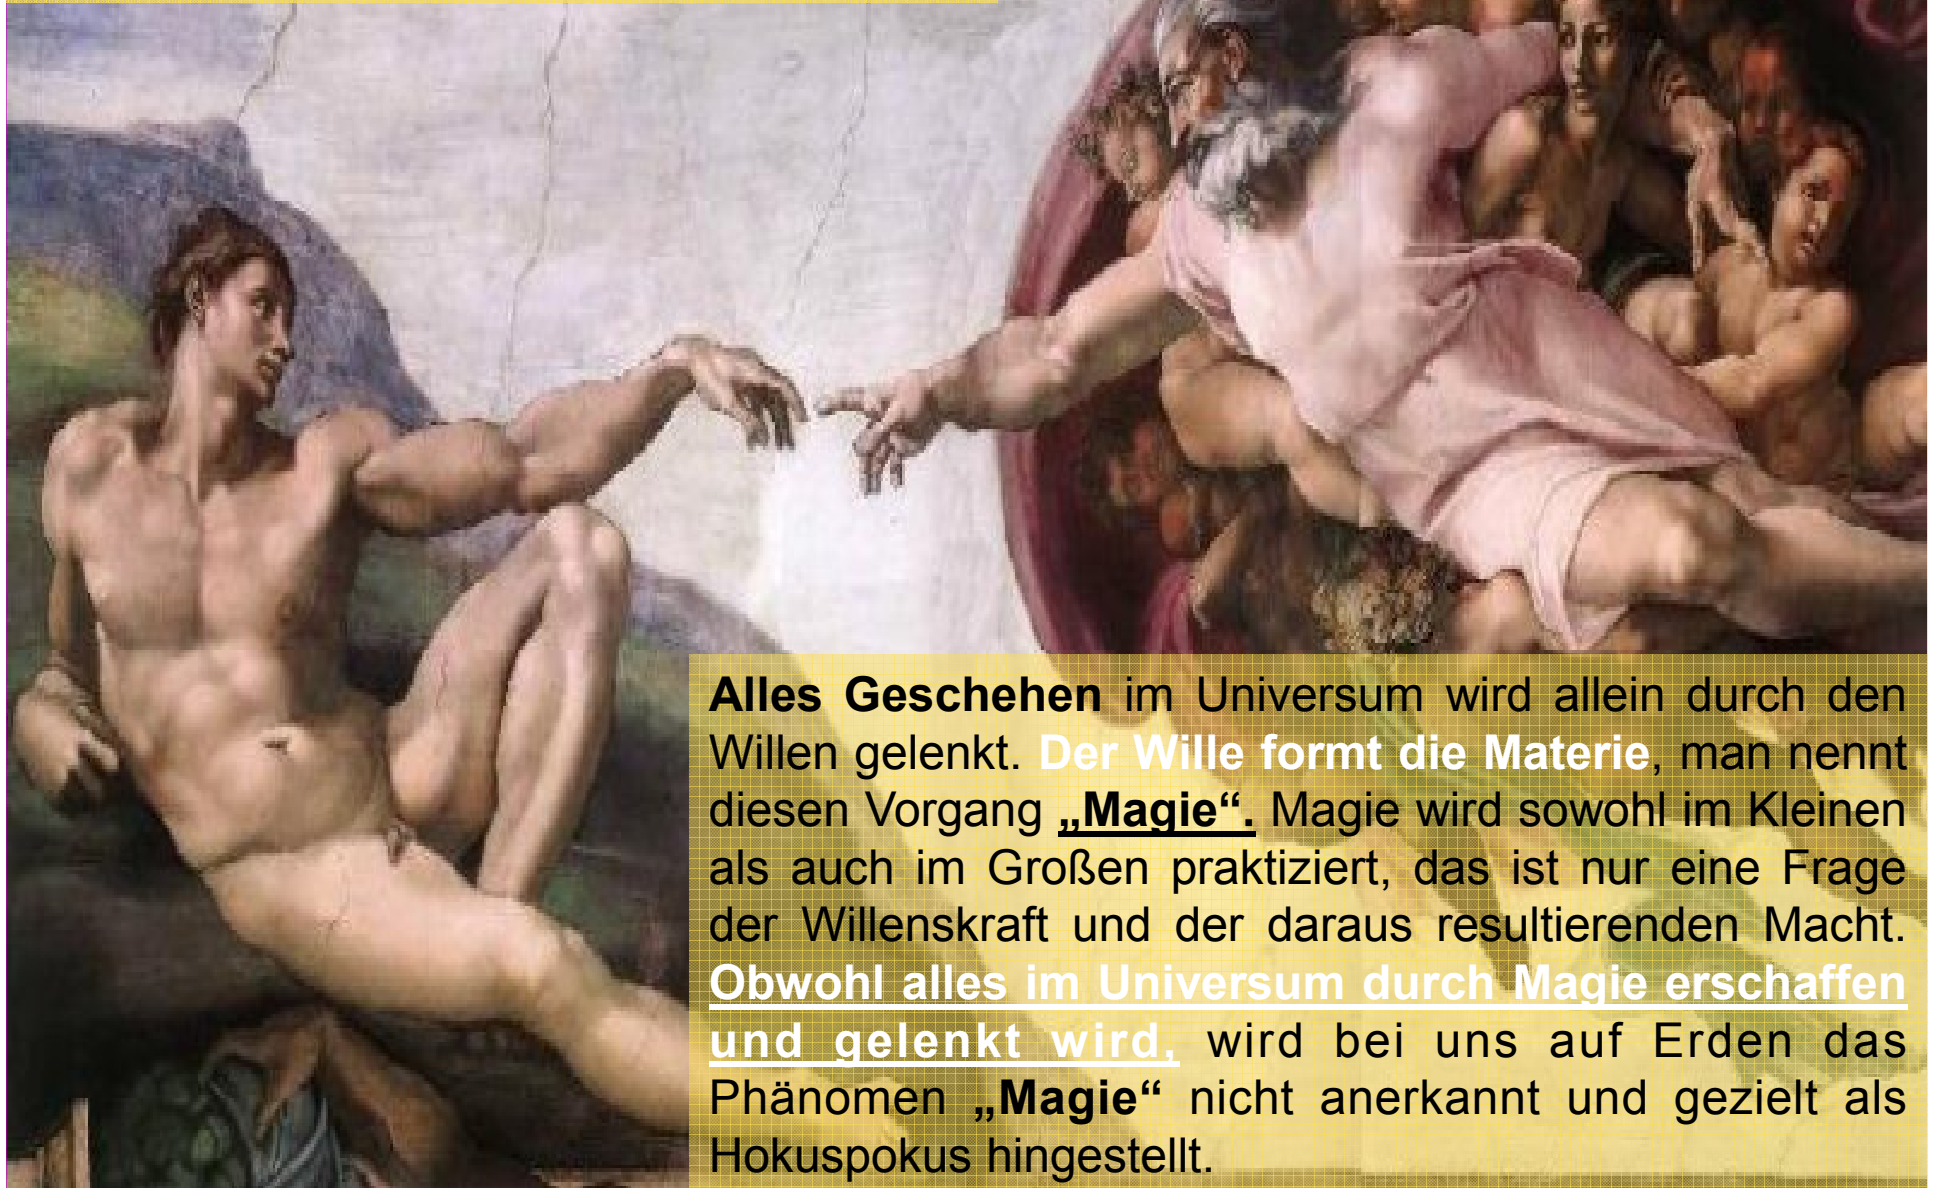 Alles Geschehen im Universum wird allein durch den
Willen gelenkt. Der Wille formt die Materie, man nennt
diesen Vorgang „Magie“. Magie wird sowohl im Kleinen
als auch im Großen praktiziert, das ist nur eine Frage
der Willenskraft und der daraus resultierenden Macht.
Obwohl alles im Universum durch Magie erschaffen
und gelenkt wird, wird bei uns auf Erden das
Phänomen „Magie“ nicht anerkannt und gezielt als
Hokuspokus hingestellt.